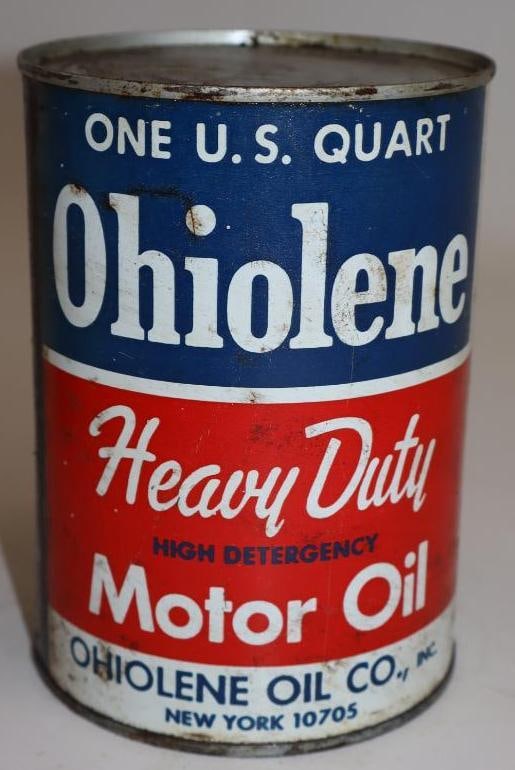 ONE U.S. QUART
Ohiolene
Heavy Duty
HIGH DETERGENCY
Motor Oil
OHIOLENE OIL CO., INC.
NEW YORK 10705